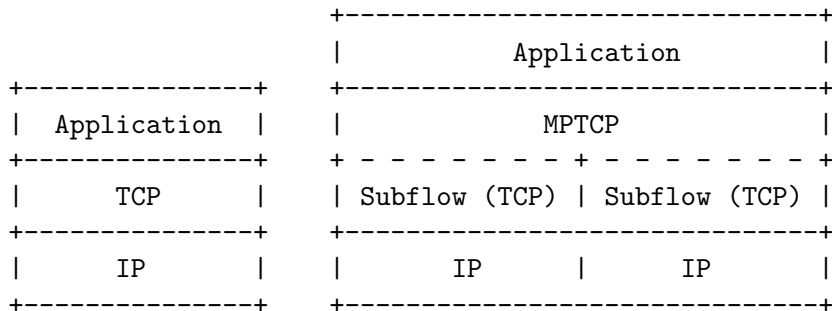 +-------------------------------+
                     |           Application         |
+---------------+    +-------------------------------+
|  Application  |    |             MPTCP             |
+---------------+    + - - - - - - - + - - - - - - - +
|      TCP      |    | Subflow (TCP) | Subflow (TCP) |
+---------------+    +-------------------------------+
|      IP       |    |       IP      |      IP       |
+---------------+    +-------------------------------+